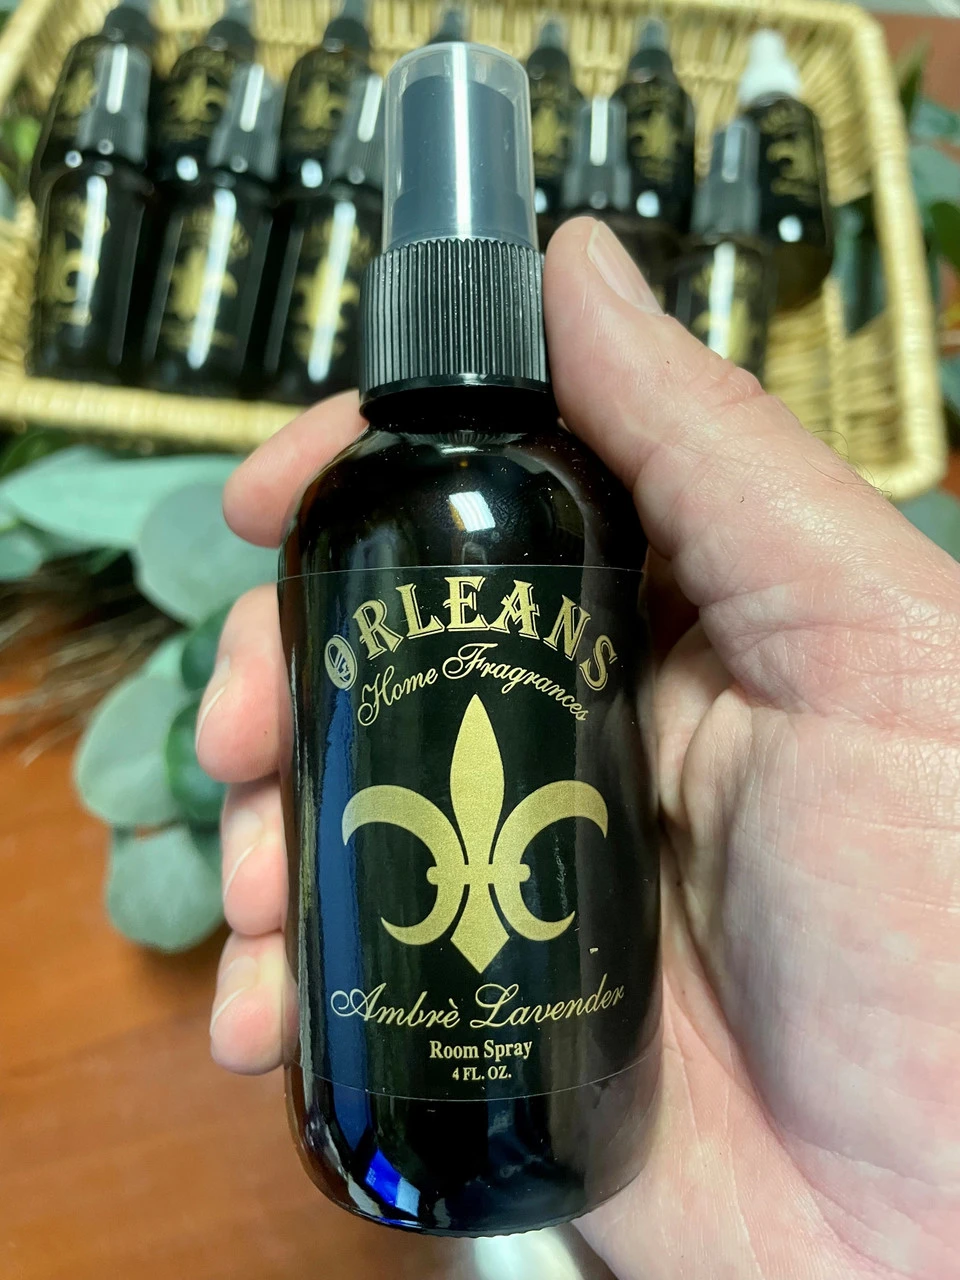 ORLEANS
Home Fragrances
Ambrè Lavender
Room Spray
4 FL. OZ.